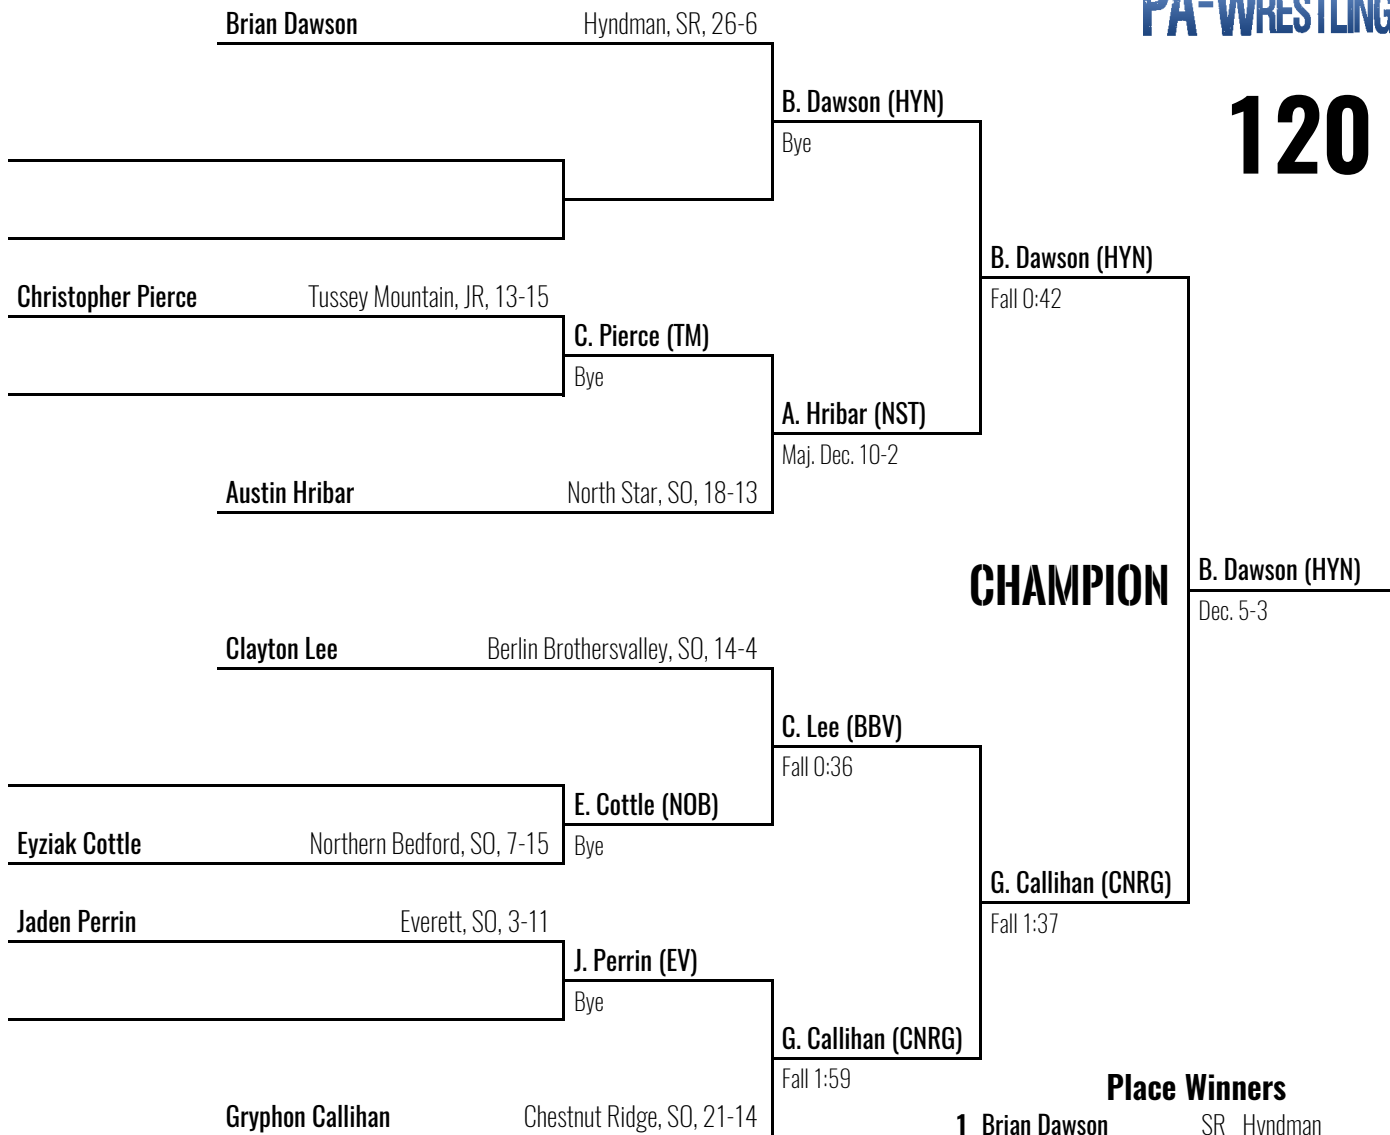 Brian Dawson Hyndman, SR, 26-6
PA-WRESTLING
120
B. Dawson (HYN)
Bye
B. Dawson (HYN)
Fall 0:42
Christopher Pierce Tussey Mountain, JR, 13-15
C. Pierce (TM)
Bye
A. Hribar (NST)
Maj. Dec. 10-2
Austin Hribar North Star, SO, 18-13
CHAMPION
B. Dawson (HYN)
Dec. 5-3
Clayton Lee Berlin Brothersvalley, SO, 14-4
C. Lee (BBV)
Fall 0:36
E. Cottle (NOB)
Bye
Eyziak Cottle Northern Bedford, SO, 7-15
G. Callihan (CNRG)
Fall 1:37
Jaden Perrin Everett, SO, 3-11
J. Perrin (EV)
Bye
G. Callihan (CNRG)
Fall 1:59
Gryphon Callihan Chestnut Ridge, SO, 21-14
Place Winners
1 Brian Dawson SR Hyndman